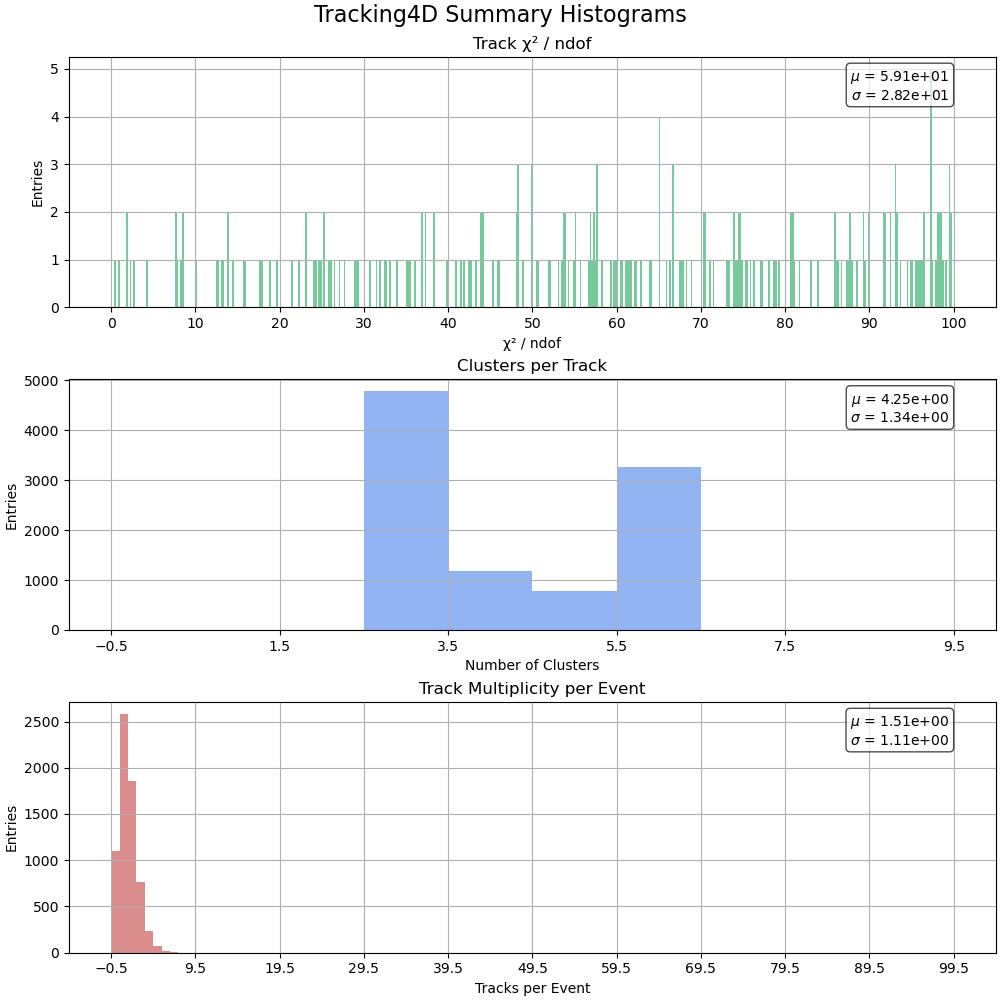 Tracking4D Summary Histograms
Track χ² / ndof
μ = 5.91e+01
σ = 2.82e+01
5
4
3
2
1
0
Entries
0 10 20 30 40 50 60 70 80 90 100
χ² / ndof
Clusters per Track
μ = 4.25e+00
σ = 1.34e+00
5000
4000
3000
2000
1000
0
Entries
−0.5 1.5 3.5 5.5 7.5 9.5
Number of Clusters
Track Multiplicity per Event
μ = 1.51e+00
σ = 1.11e+00
2500
2000
1500
1000
500
0
Entries
−0.5 9.5 19.5 29.5 39.5 49.5 59.5 69.5 79.5 89.5 99.5
Tracks per Event